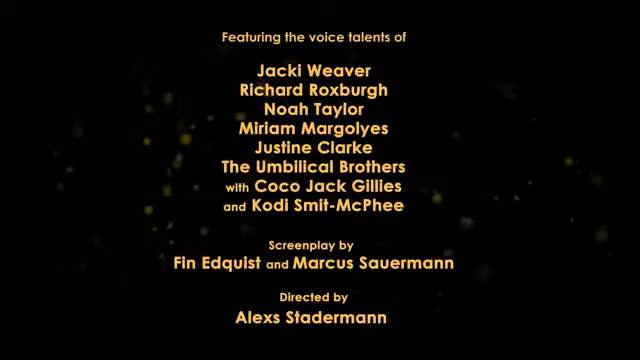 Featuring the voice talents of
Jacki Weaver
Richard Roxburgh
Noah Taylor
Miriam Margolyes
Justine Clarke
The Umbilical Brothers
with Coco Jack Gillies
and Kodi Smit-McPhee
Screenplay by
Fin Edquist and Marcus Sauermann
Directed by
Alexs Stadermann